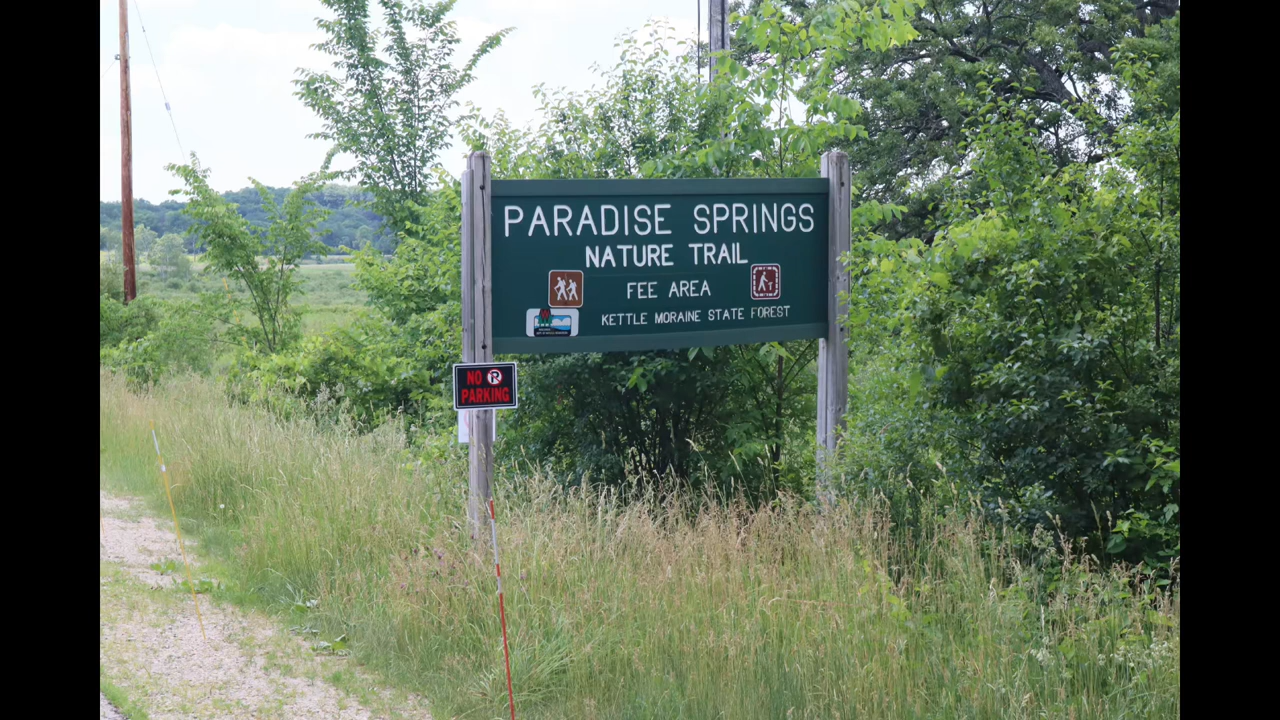 PARADISE SPRINGS
NATURE TRAIL
FEE AREA
KETTLE MORAINE STATE FOREST
NO PARKING